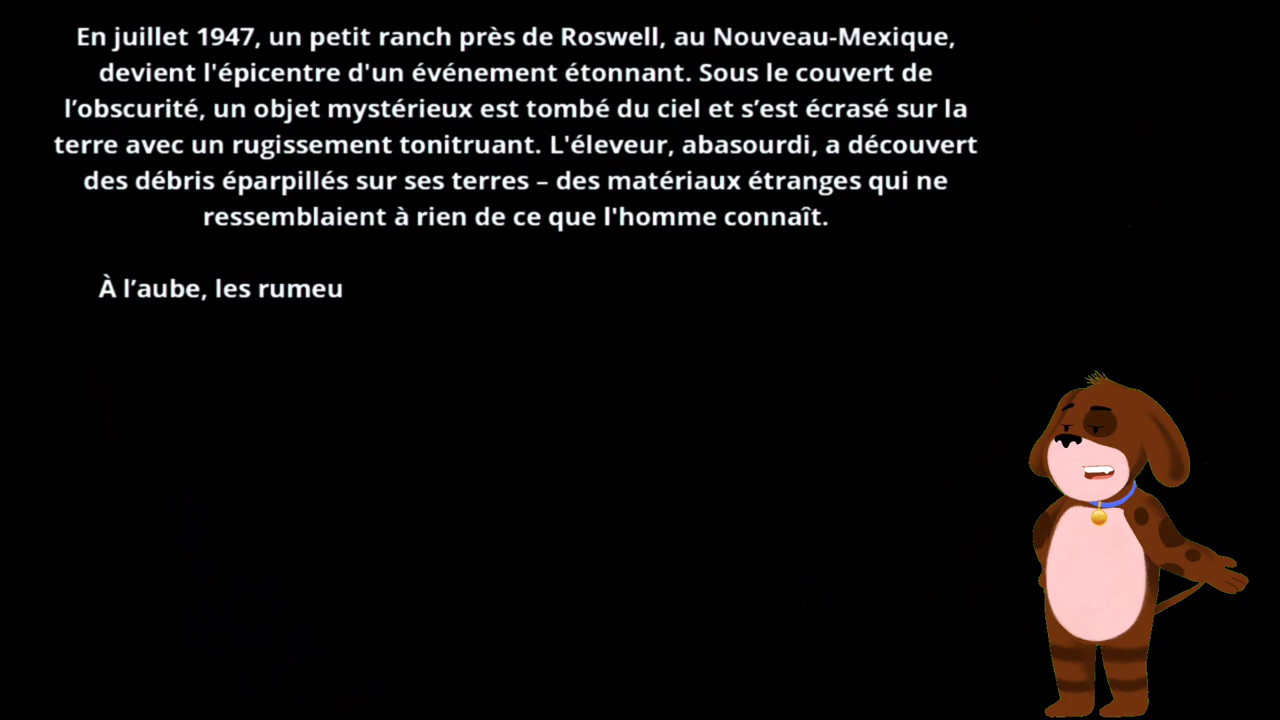 En juillet 1947, un petit ranch près de Roswell, au Nouveau-Mexique,
devient l'épicentre d'un événement étonnant. Sous le couvert de
l’obscurité, un objet mystérieux est tombé du ciel et s’est écrasé sur la
terre avec un rugissement tonitruant. L'éleveur, abasourdi, a découvert
des débris éparpillés sur ses terres – des matériaux étranges qui ne
ressemblaient à rien de ce que l'homme connaît.
À l’aube, les rumeu